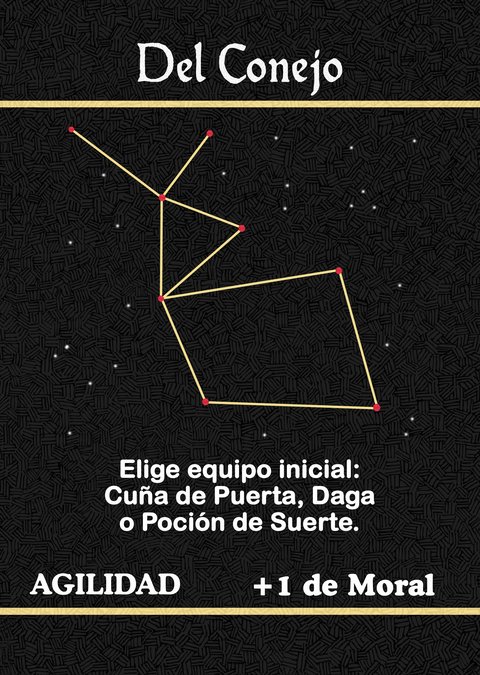 Del Conejo
Elige equipo inicial:
Cuña de Puerta, Daga
o Poción de Suerte.
AGILIDAD +1 de Moral